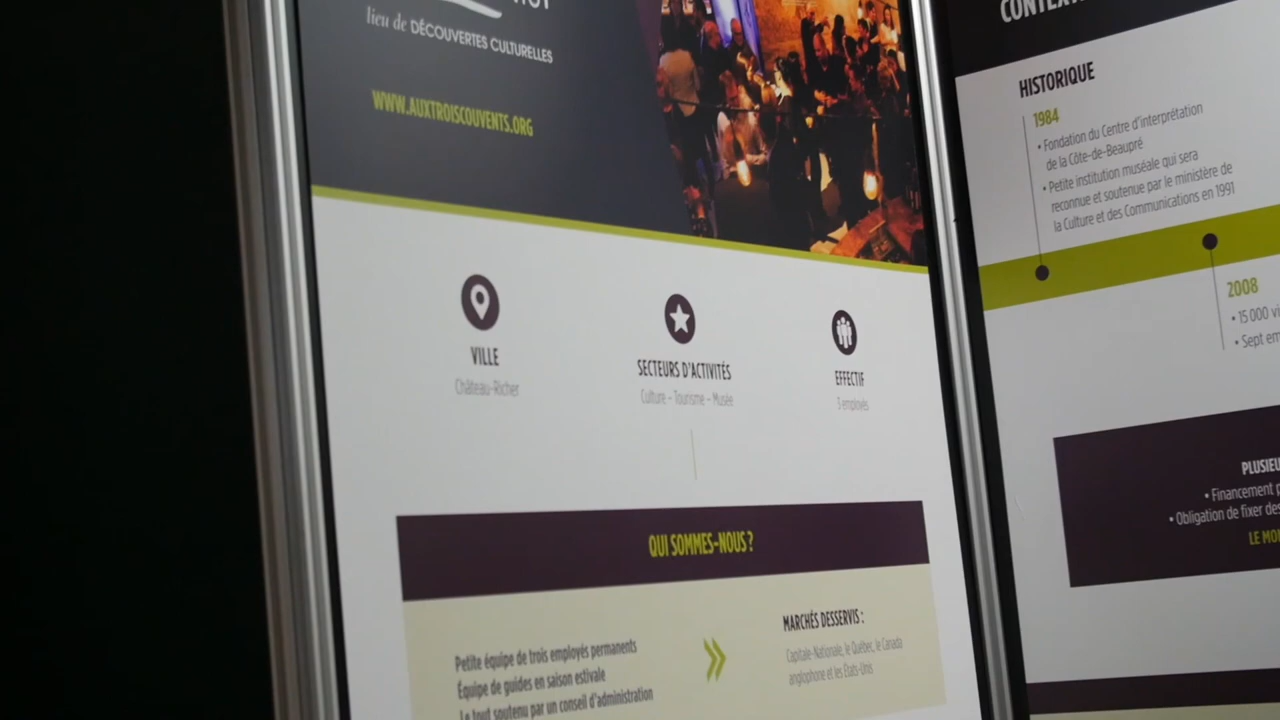 lieu de DÉCOUVERTES CULTURELLES
WWW.AUXTROISCOUVENTS.ORG
VILLE
Château-Richer
SECTEURS D'ACTIVITÉS
Culture - Tourisme - Musée
EFFECTIF
3 employés
QUI SOMMES-NOUS ?
Petite équipe de trois employés permanents
Équipe de guides en saison estivale
Le tout soutenu par un conseil d'administration
MARCHÉS DESSERVIS :
Capitale-Nationale, le Québec, le Canada
anglophone et les États-Unis
HISTORIQUE
1984
• Fondation du Centre d'interprétation
de la Côte-de-Beaupré
• Petite institution muséale qui sera
reconnue et soutenue par le ministère de
la Culture et des Communications en 1991
2008
• 15 000
• Sept
• Financement
• Obligation de fixer des
LE